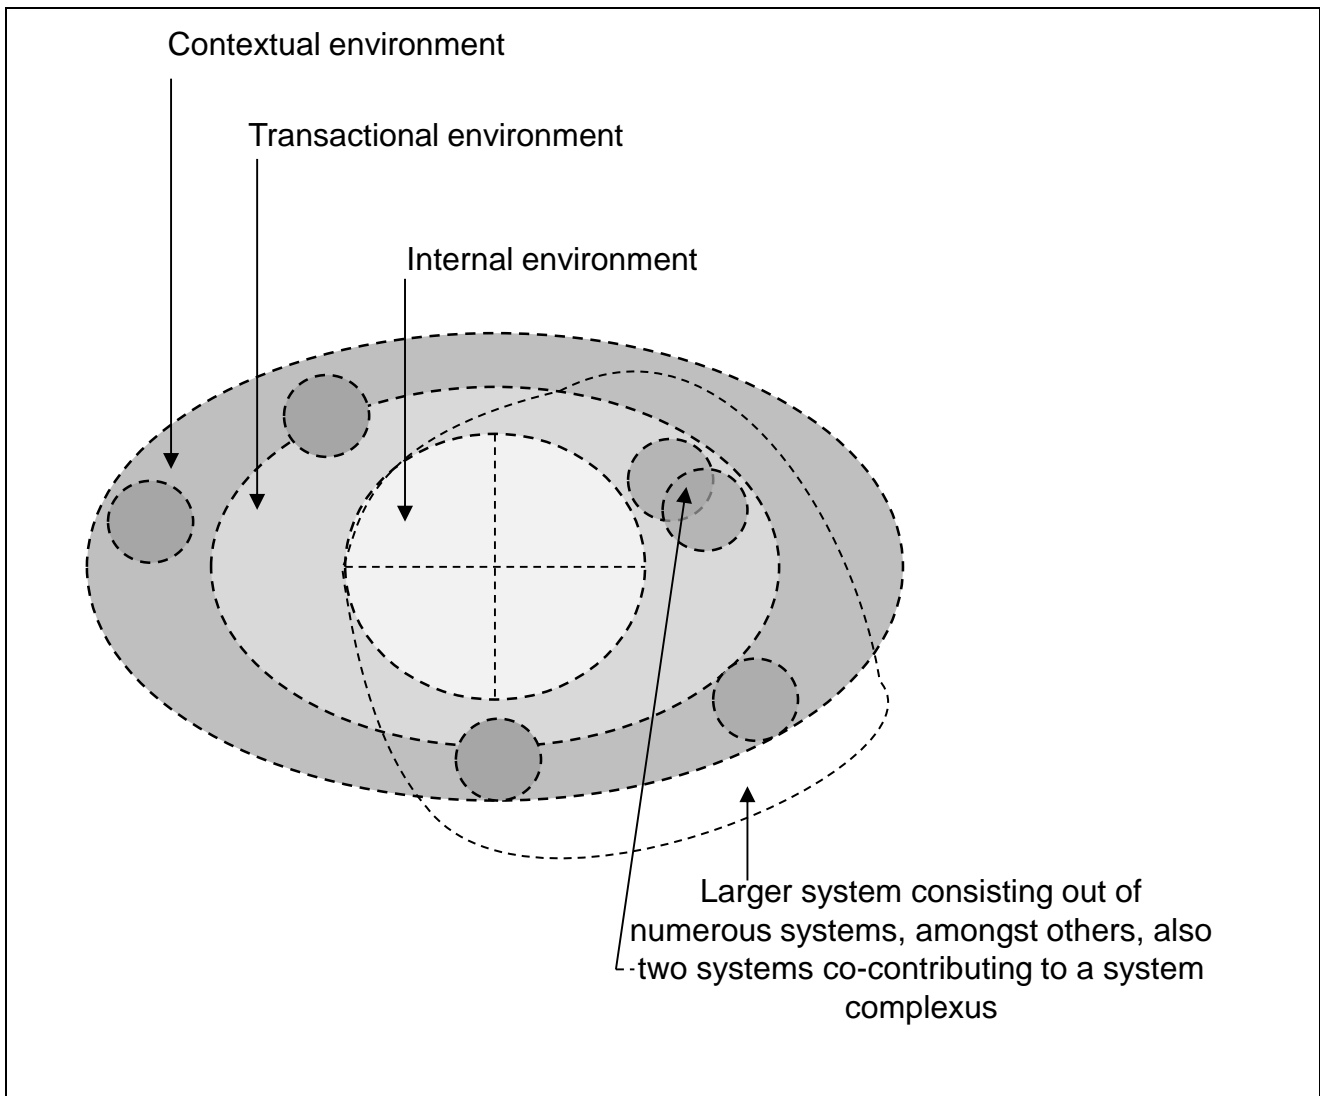 Contextual environment
Transactional environment
Internal environment
Larger system consisting out of
numerous systems, amongst others, also
two systems co-contributing to a system
complexus